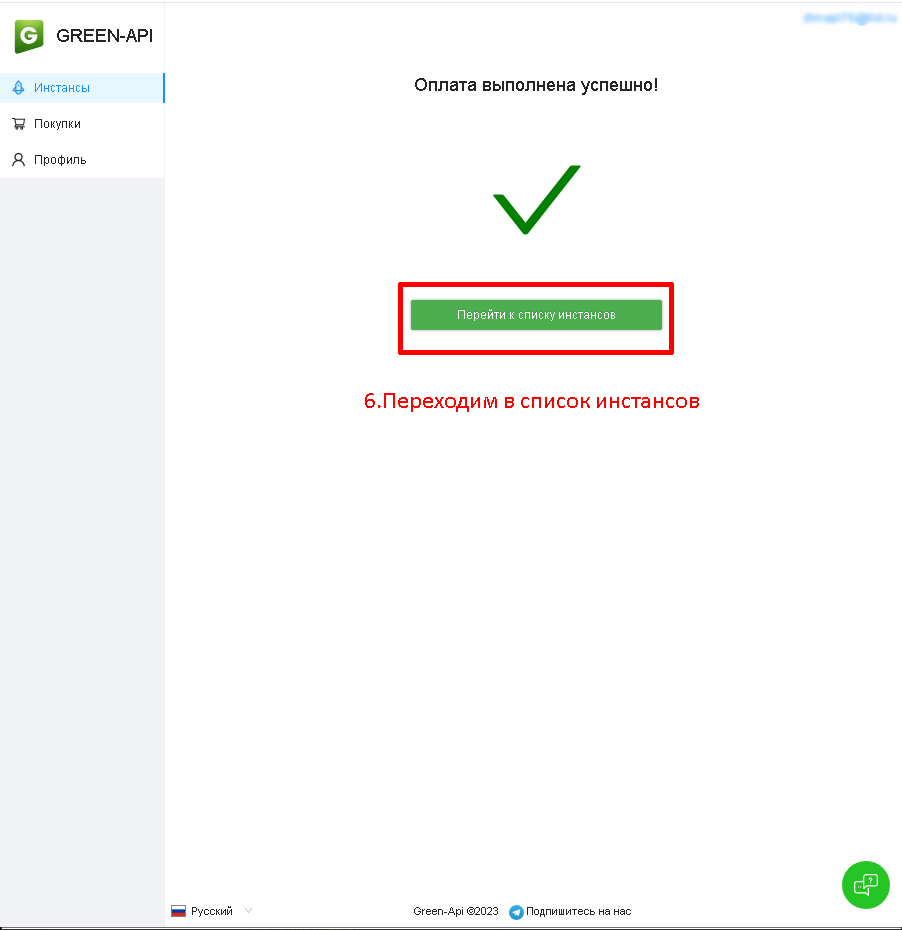 GREEN-API
Инстансы
Покупки
Профиль
Оплата выполнена успешно!
Перейти к списку инстансов
6.Переходим в список инстансов
Русский
Green-Api ©2023 Подпишитесь на нас